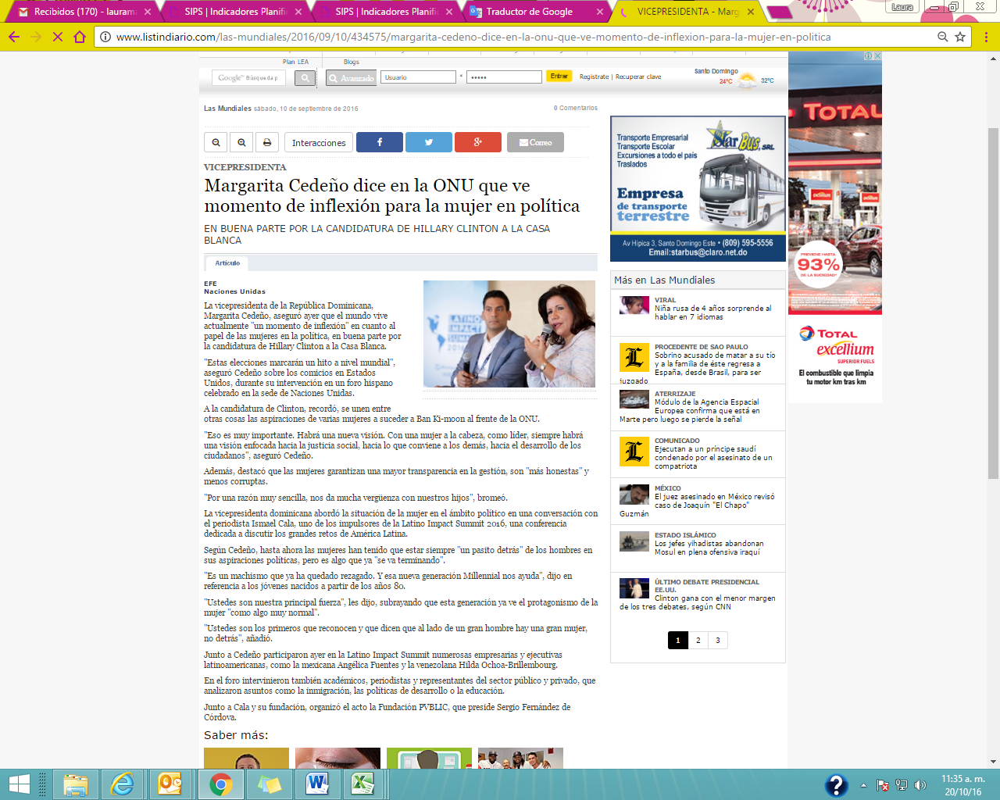 Recibidos (170) - laurama
SIPS | Indicadores Planifi
SIPS | Indicadores Planifi
Traductor de Google
VICEPRESIDENTA - Marg
Laura
www.listindiario.com/las-mundiales/2016/09/10/434575/margarita-cedeno-dice-en-la-onu-que-ve-momento-de-inflexion-para-la-mujer-en-politica
Plan LEA
Blogs
Google Búsqueda p
Avanzado
Usuario
*
•••••
Entrar
Registrate | Recuperar clave
Santo Domingo
24°C
32°C
Las Mundiales sábado, 10 de septiembre de 2016
0 Comentarios
Interacciones
Correo
VICEPRESIDENTA
Margarita Cedeño dice en la ONU que ve
momento de inflexión para la mujer en política
EN BUENA PARTE POR LA CANDIDATURA DE HILLARY CLINTON A LA CASA
BLANCA
Artículo
EFE
Naciones Unidas
LATINO
IMPACT
SUMMIT
2016
La vicepresidenta de la República Dominicana,
Margarita Cedeño, aseguró ayer que el mundo vive
actualmente "un momento de inflexión" en cuanto al
papel de las mujeres en la política, en buena parte por
la candidatura de Hillary Clinton a la Casa Blanca.
"Estas elecciones marcarán un hito a nivel mundial",
aseguró Cedeño sobre los comicios en Estados
Unidos, durante su intervención en un foro hispano
celebrado en la sede de Naciones Unidas.
A la candidatura de Clinton, recordó, se unen entre
otras cosas las aspiraciones de varias mujeres a suceder a Ban Ki-moon al frente de la ONU.
"Eso es muy importante. Habrá una nueva visión. Con una mujer a la cabeza, como líder, siempre habrá
una visión enfocada hacia la justicia social, hacia lo que conviene a los demás, hacia el desarrollo de los
ciudadanos", aseguró Cedeño.
Además, destacó que las mujeres garantizan una mayor transparencia en la gestión, son "más honestas" y
menos corruptas.
"Por una razón muy sencilla, nos da mucha vergüenza con nuestros hijos", bromeó.
La vicepresidenta dominicana abordó la situación de la mujer en el ámbito político en una conversación con
el periodista Ismael Cala, uno de los impulsores de la Latino Impact Summit 2016, una conferencia
dedicada a discutir los grandes retos de América Latina.
Según Cedeño, hasta ahora las mujeres han tenido que estar siempre "un pasito detrás" de los hombres en
sus aspiraciones políticas, pero es algo que ya "se va terminando".
"Es un machismo que ya ha quedado rezagado. Y esa nueva generación Millennial nos ayuda", dijo en
referencia a los jóvenes nacidos a partir de los años 80.
"Ustedes son nuestra principal fuerza", les dijo, subrayando que esta generación ya ve el protagonismo de la
mujer "como algo muy normal".
"Ustedes son los primeros que reconocen y que dicen que al lado de un gran hombre hay una gran mujer,
no detrás", añadió.
Junto a Cedeño participaron ayer en la Latino Impact Summit numerosas empresarias y ejecutivas
latinoamericanas, como la mexicana Angélica Fuentes y la venezolana Hilda Ochoa-Brillembourg.
En el foro intervinieron también académicos, periodistas y representantes del sector público y privado, que
analizaron asuntos como la inmigración, las políticas de desarrollo o la educación.
Junto a Cala y su fundación, organizó el acto la Fundación PVBLIC, que preside Sergio Fernández de
Córdova.
Saber más:
Transporte Empresarial
Transporte Escolar
Excursiones a todo el país
Traslados
Star Bus, SRL
Empresa
de transporte
terrestre
Av Hipica 3, Santo Domingo Este • (809) 595-5556
Email:starbus@claro.net.do
Más en Las Mundiales
VIRAL
Niña rusa de 4 años sorprende al
hablar en 7 idiomas
L
PROCEDENTE DE SAO PAULO
Sobrino acusado de matar a su tío
y a la familia de éste regresa a
España, desde Brasil, para ser
juzgado
ATERRIZAJE
Módulo de la Agencia Espacial
Europea confirma que está en
Marte pero luego se pierde la señal
L
COMUNICADO
Ejecutan a un príncipe saudí
condenado por el asesinato de un
compatriota
MÉXICO
El juez asesinado en México revisó
caso de Joaquín "El Chapo"
Guzmán
ESTADO ISLÁMICO
Los jefes yihadistas abandonan
Mosul en plena ofensiva iraquí
ÚLTIMO DEBATE PRESIDENCIAL
EE.UU.
Clinton gana con el menor margen
de los tres debates, según CNN
1 2 3
TOTAL
PREVIENE HASTA
93%
DE LA SUCIEDAD*
TOTAL
excellium
SUPERIOR FUELS
El combustible que limpia
tu motor km tras km
11:35 a. m.
20/10/16